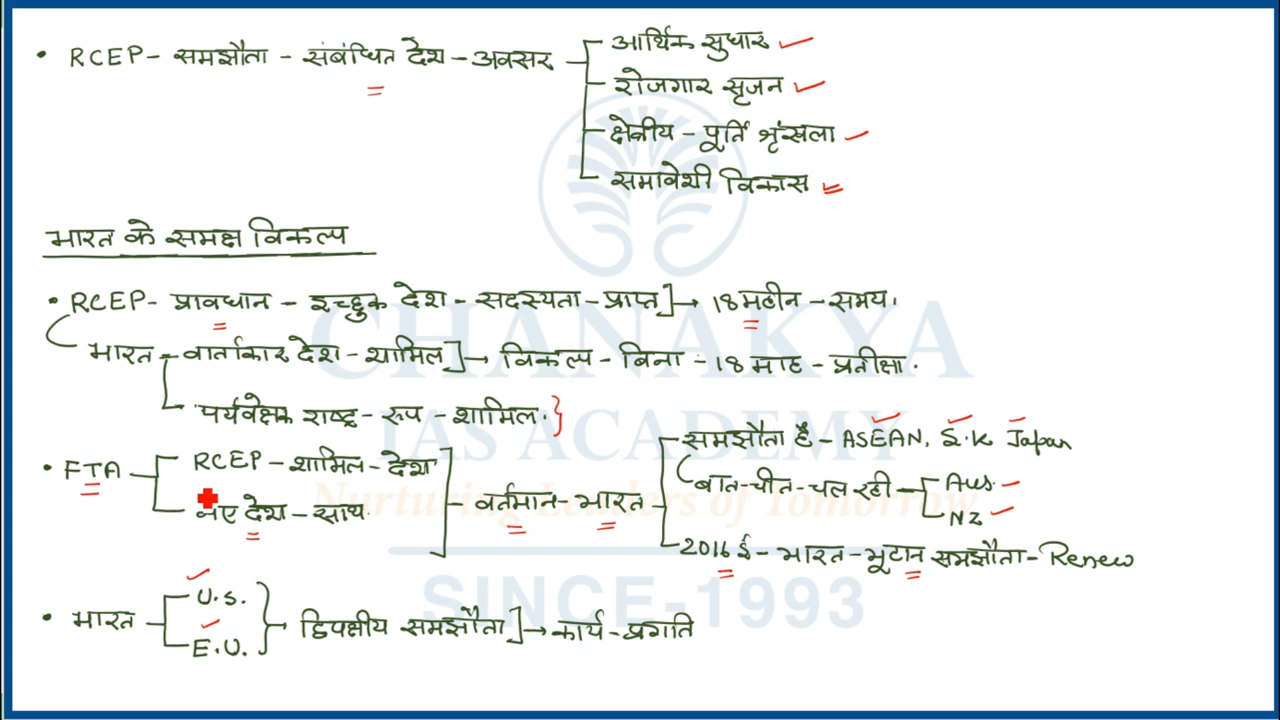 • RCEP - समझौता - संबंधित देश - अवसर
आर्थिक सुधार
रोजगार सृजन
क्षेत्रीय - पूर्ति श्रृंखला
समावेशी विकास
भारत के समक्ष विकल्प
• RCEP - प्रावधान - इच्छुक देश - सदस्यता - प्राप्त] → 18 महीन - समय.
भारत - वार्ताकार देश - शामिल] → विकल्प - बिना - 18 माह - प्रतीक्षा.
पर्यवेक्षक राष्ट्र - रूप - शामिल. }
• FTA
RCEP - शामिल - देश
नए देश - साथ
वर्तमान - भारत
समझौता है - ASEAN, S.K Japan
बात-चीत-चल रही
Aus
NZ
2016 ई - भारत - भूटान समझौता - Renew
• भारत
U.S.
E.U.
द्विपक्षीय समझौता] → कार्य - प्रगति
CHANAKYA
IAS ACADEMY
Nurturing Leaders of Tomorrow
SINCE-1993